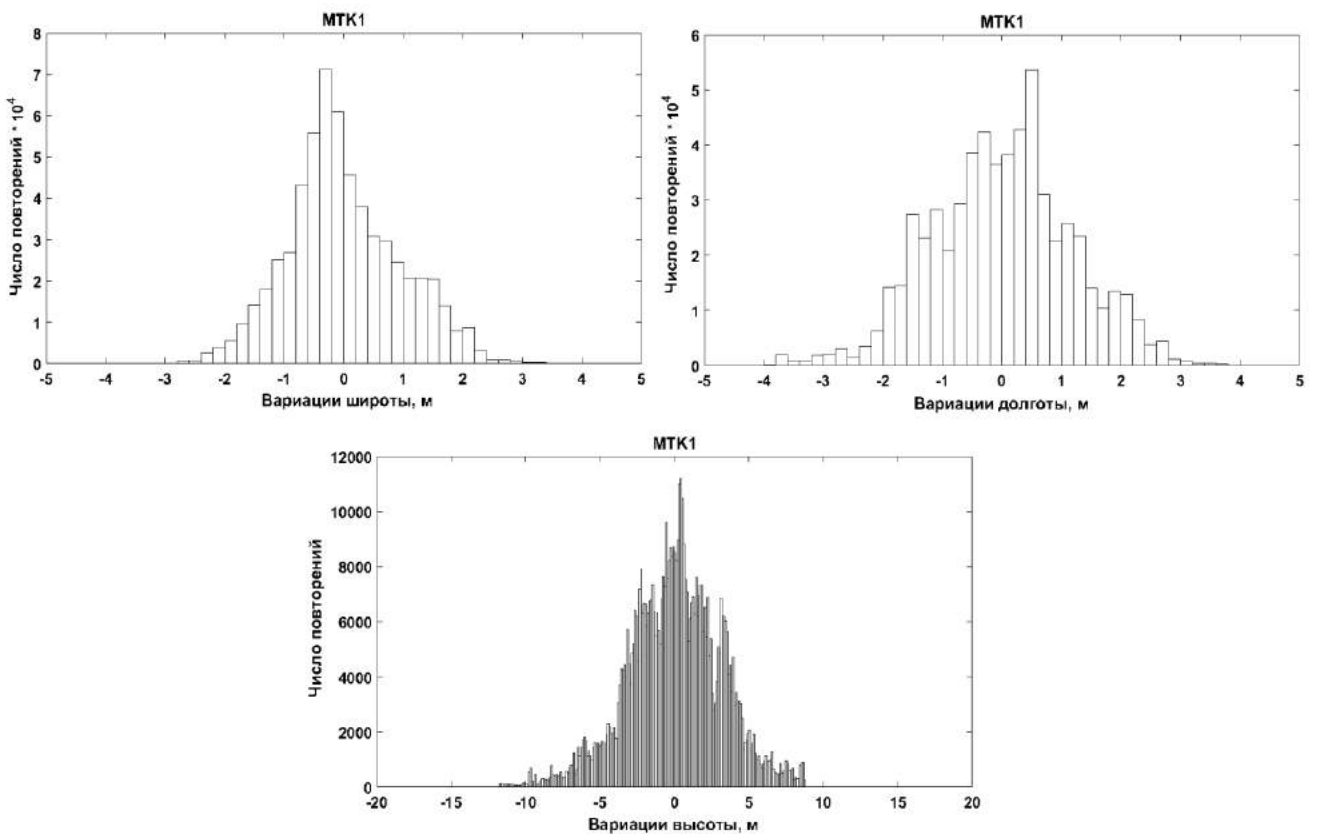 MTK1
Число повторений * 10^4
8
7
6
5
4
3
2
1
0
-5 -4 -3 -2 -1 0 1 2 3 4 5
Вариации широты, м
MTK1
Число повторений * 10^4
6
5
4
3
2
1
0
-5 -4 -3 -2 -1 0 1 2 3 4 5
Вариации долготы, м
MTK1
Число повторений
12000
10000
8000
6000
4000
2000
0
-20 -15 -10 -5 0 5 10 15 20
Вариации высоты, м